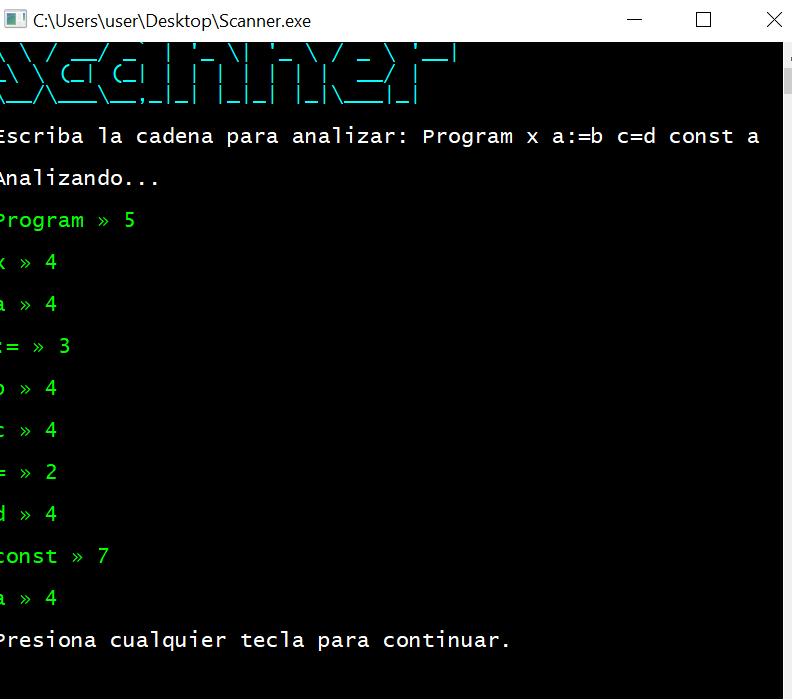 C:\Users\user\Desktop\Scanner.exe
Scanner
Escriba la cadena para analizar: Program x a:=b c=d const a
Analizando...
Program » 5
x » 4
a » 4
:= » 3
b » 4
c » 4
= » 2
d » 4
const » 7
a » 4
Presiona cualquier tecla para continuar.